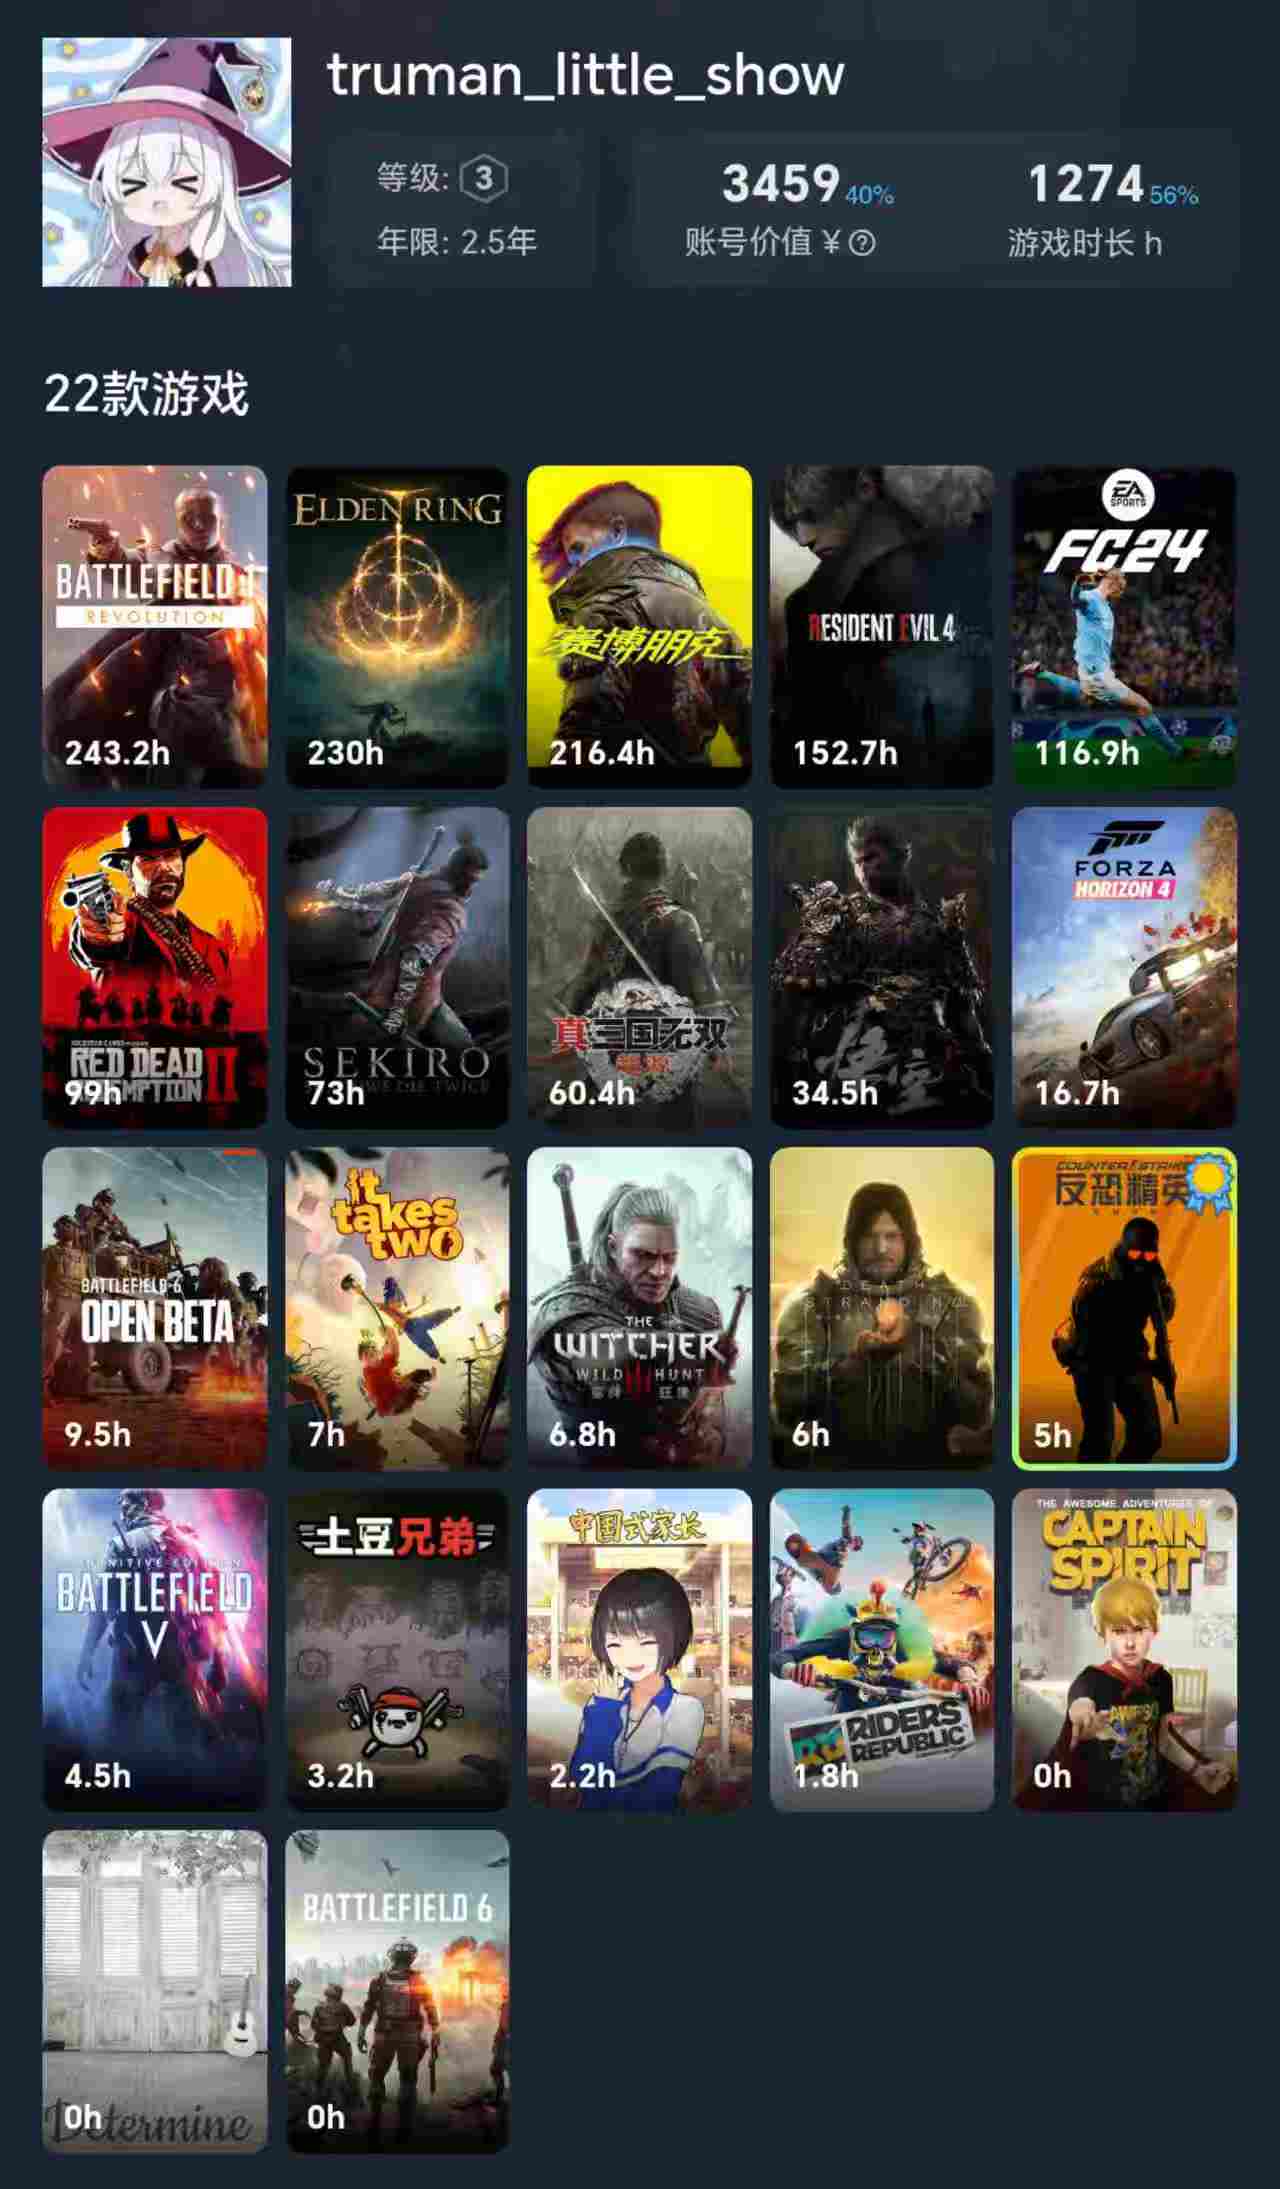 truman_little_show
等级: 3
年限: 2.5年
3459 40%
账号价值 ¥ ?
1274 56%
游戏时长 h
22款游戏
BATTLEFIELD 1
REVOLUTION
243.2h
ELDEN RING
230h
赛博朋克
216.4h
RESIDENT EVIL 4
152.7h
EA
SPORTS
FC24
116.9h
RED DEAD
II
99h
SEKIRO
73h
真三国无双
60.4h
悟空
34.5h
FORZA
HORIZON 4
16.7h
BATTLEFIELD 6
OPEN BETA
9.5h
it
takes
two
7h
THE
WITCHER
WILD HUNT
6.8h
DEATH
STRANDING
6h
COUNTER STRIKE
反恐精英
5h
BATTLEFIELD
V
4.5h
土豆兄弟
3.2h
中国式家长
2.2h
RIDERS
REPUBLIC
1.8h
THE AWESOME ADVENTURES OF
CAPTAIN
SPIRIT
0h
Determine
0h
BATTLEFIELD 6
0h